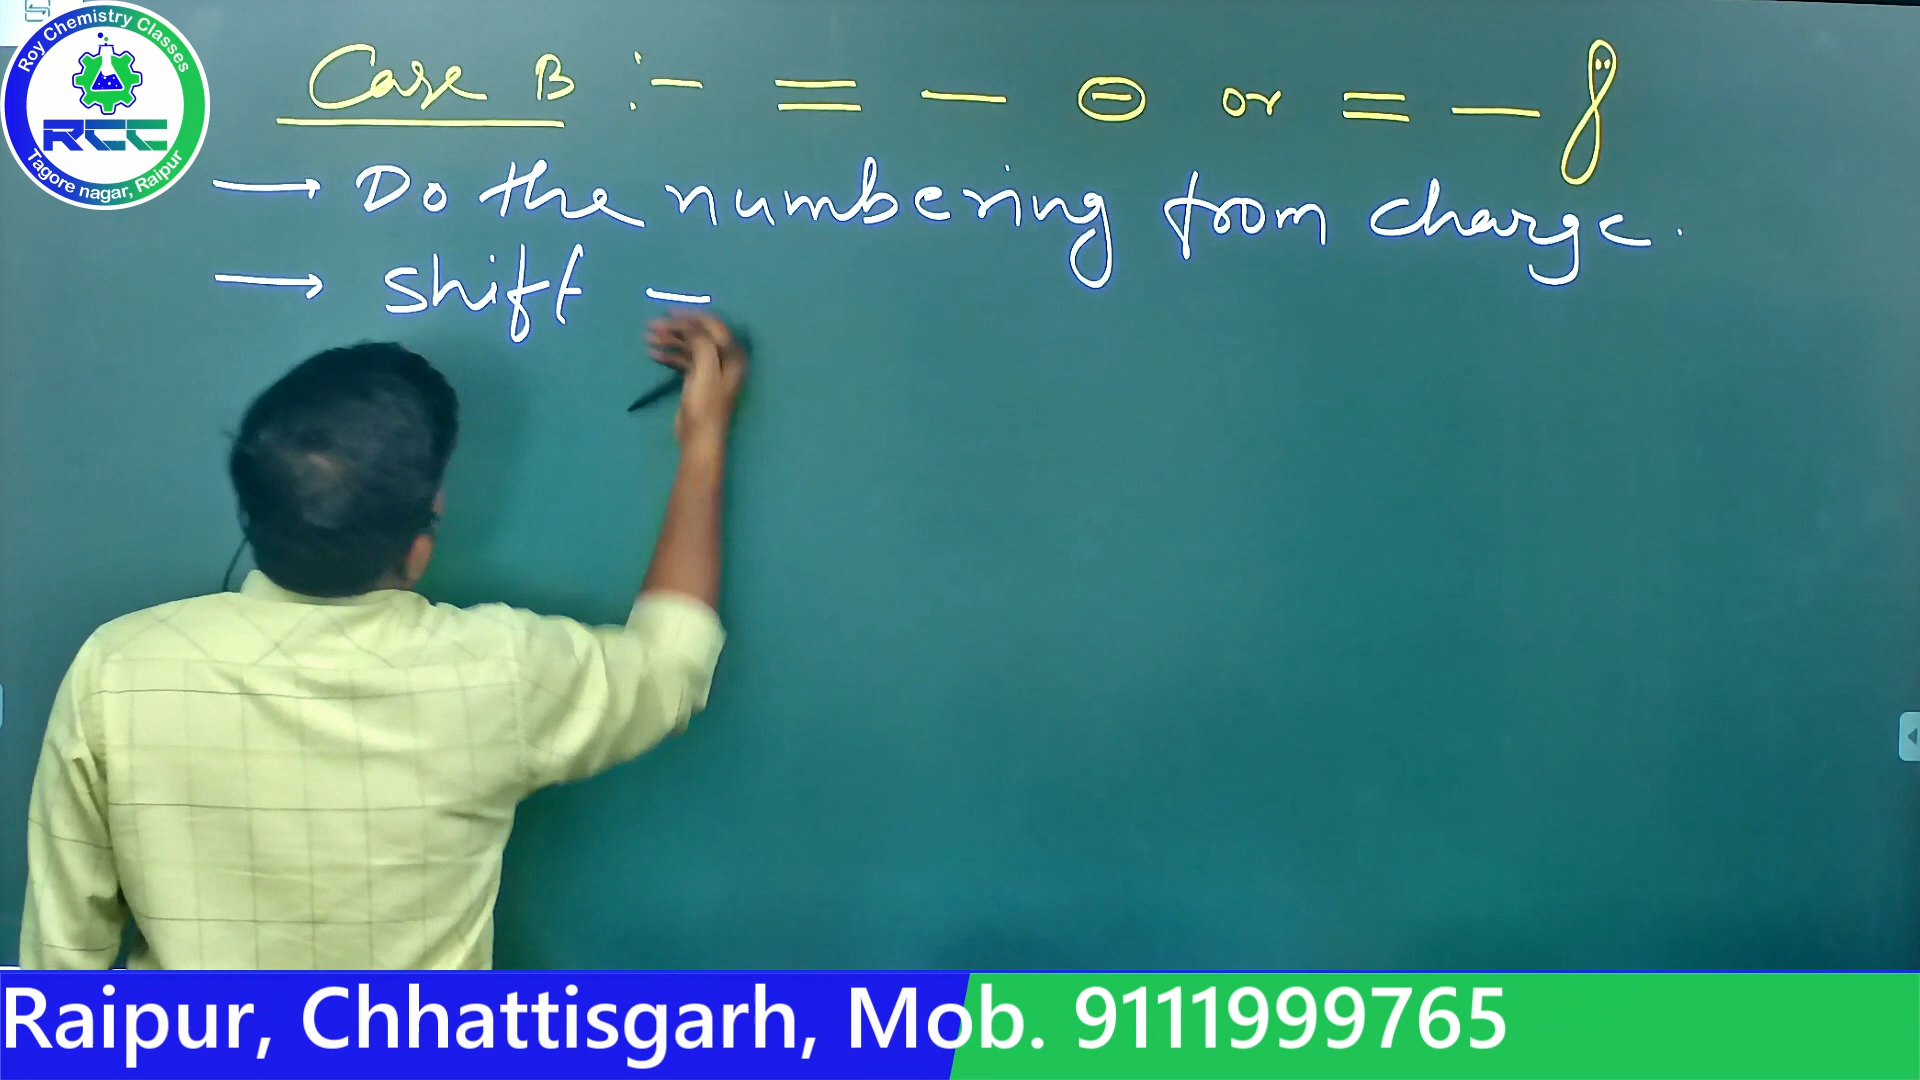 Roy Chemistry Classes
RCC
Tagore nagar, Raipur
Case B :- = — ⊖ or = —
→ Do the numbering from charge.
→ Shift —
Raipur, Chhattisgarh, Mob. 9111999765